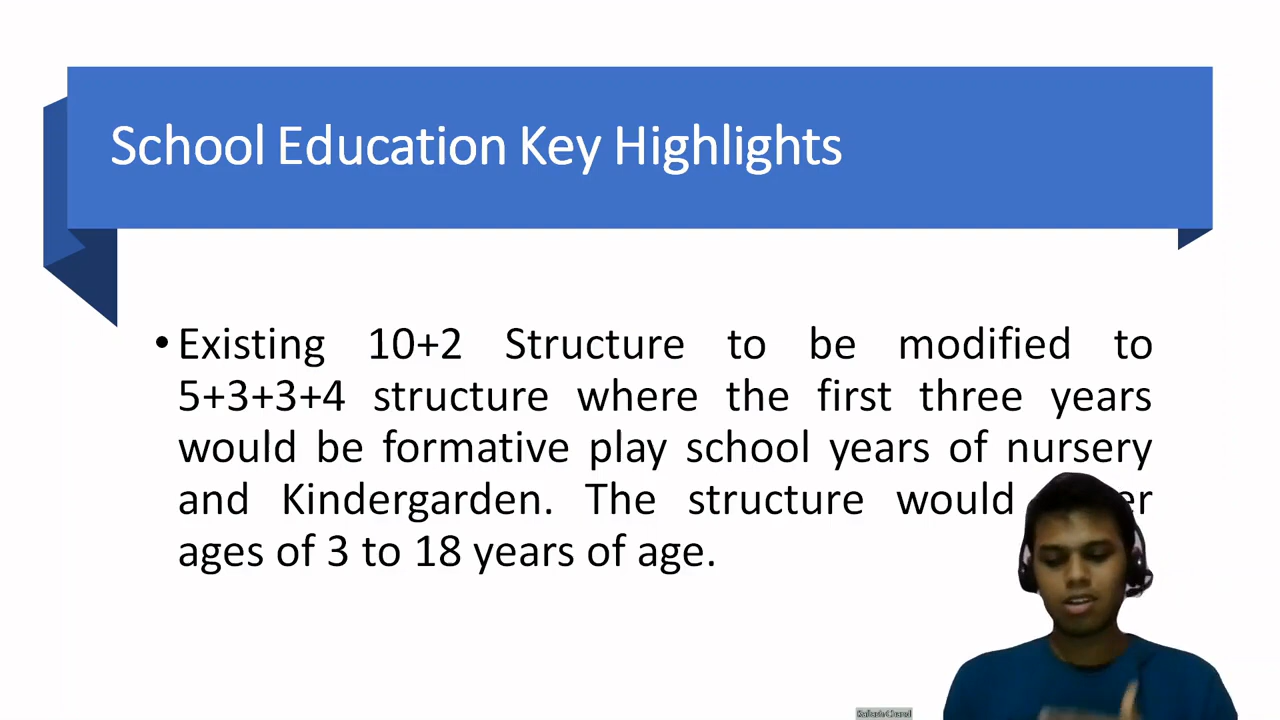 School Education Key Highlights
• Existing 10+2 Structure to be modified to
5+3+3+4 structure where the first three years
would be formative play school years of nursery
and Kindergarden. The structure would
ages of 3 to 18 years of age.